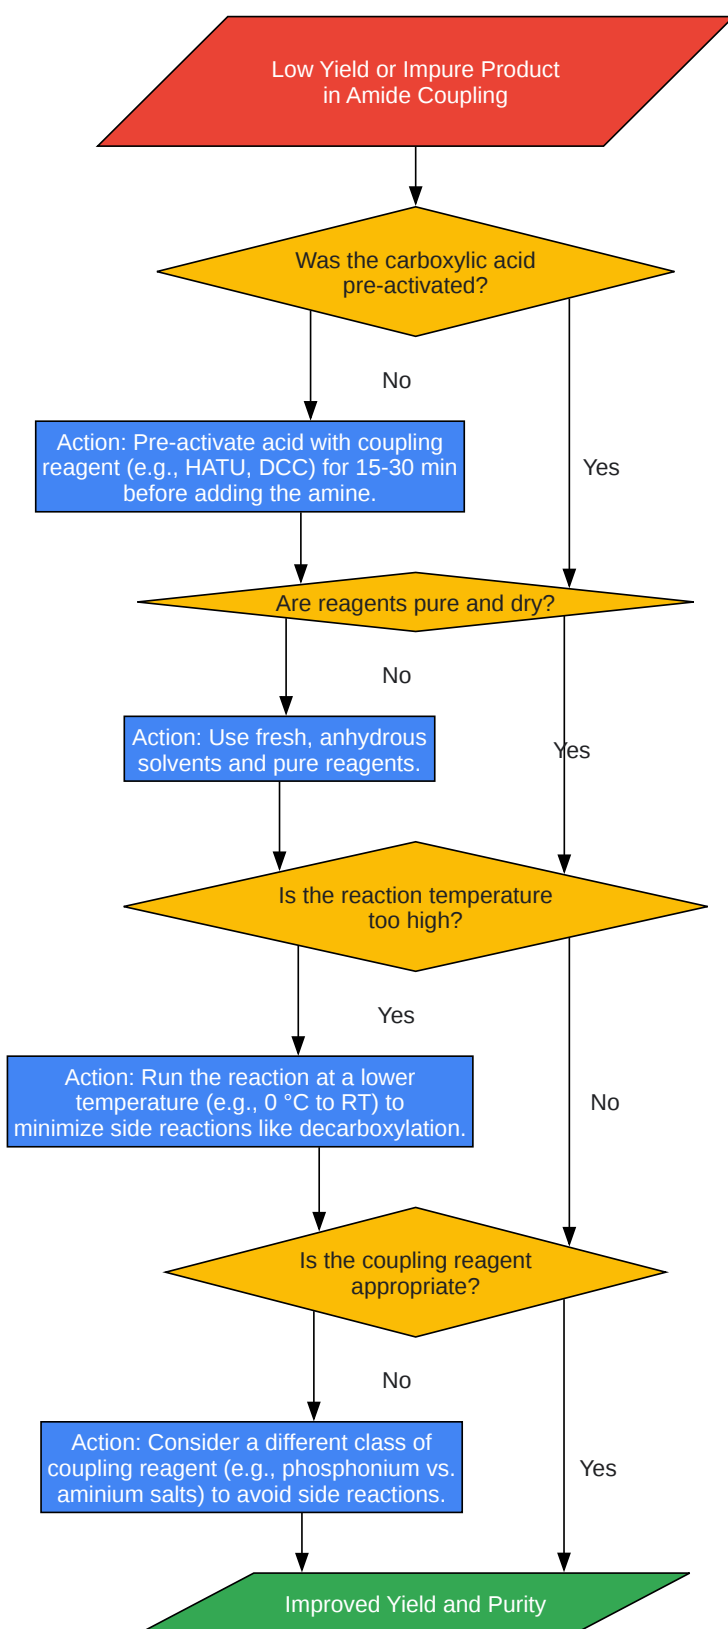 Low Yield or Impure Product
in Amide Coupling
Was the carboxylic acid
pre-activated?
No
Action: Pre-activate acid with coupling
reagent (e.g., HATU, DCC) for 15-30 min
before adding the amine.
Yes
Are reagents pure and dry?
No
Action: Use fresh, anhydrous
solvents and pure reagents.
Yes
Is the reaction temperature
too high?
Yes
Action: Run the reaction at a lower
temperature (e.g., 0 °C to RT) to
minimize side reactions like decarboxylation.
No
Is the coupling reagent
appropriate?
No
Action: Consider a different class of
coupling reagent (e.g., phosphonium vs.
aminium salts) to avoid side reactions.
Yes
Improved Yield and Purity